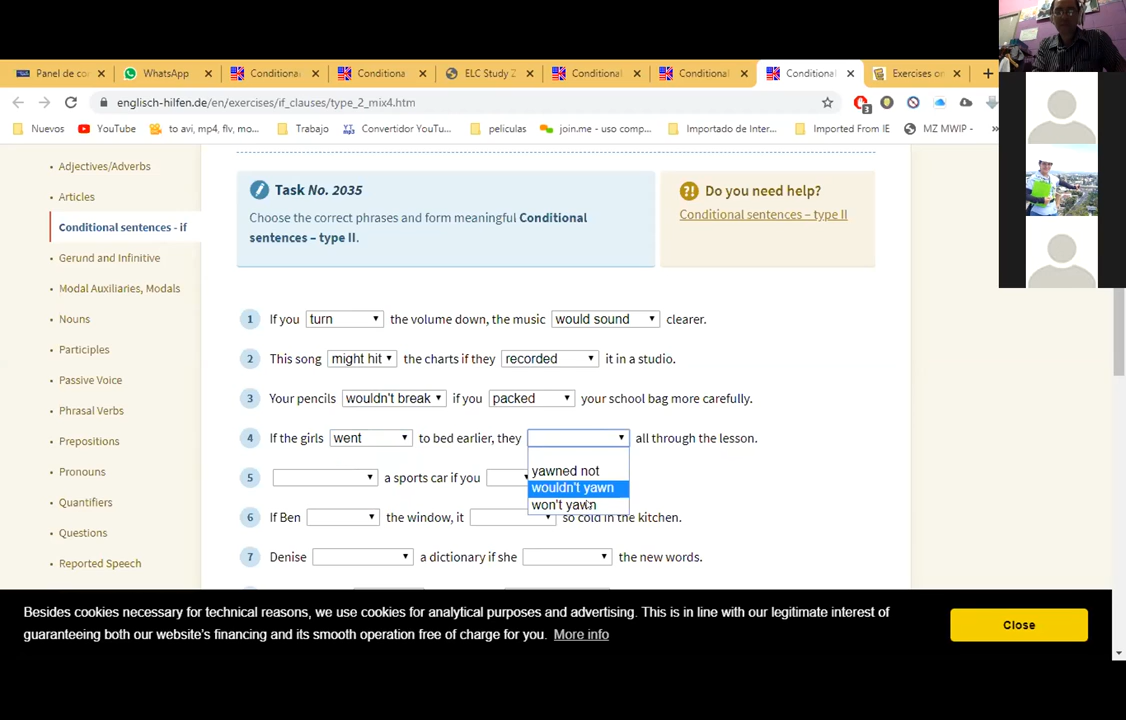 Panel de co
WhatsApp
Conditiona
Conditiona
ELC Study Z
Conditional
Conditional
Conditional
Exercises on
englisch-hilfen.de/en/exercises/if_clauses/type_2_mix4.htm
3
Nuevos
YouTube
to avi, mp4, flv, mo...
Trabajo
Convertidor YouTu...
peliculas
join.me - uso comp...
Importado de Inter...
Imported From IE
MZ MWIP -
»
Adjectives/Adverbs
Articles
Conditional sentences - if
Gerund and Infinitive
Modal Auxiliaries, Modals
Nouns
Participles
Passive Voice
Phrasal Verbs
Prepositions
Pronouns
Quantifiers
Questions
Reported Speech
Task No. 2035
Choose the correct phrases and form meaningful Conditional
sentences – type II.
?! Do you need help?
Conditional sentences – type II
1 If you turn the volume down, the music would sound clearer.
2 This song might hit the charts if they recorded it in a studio.
3 Your pencils wouldn't break if you packed your school bag more carefully.
4 If the girls went to bed earlier, they all through the lesson.
yawned not
wouldn't yawn
won't yawn
5 a sports car if you
6 If Ben the window, it so cold in the kitchen.
7 Denise a dictionary if she the new words.
Besides cookies necessary for technical reasons, we use cookies for analytical purposes and advertising. This is in line with our legitimate interest of
guaranteeing both our website's financing and its smooth operation free of charge for you. More info
Close